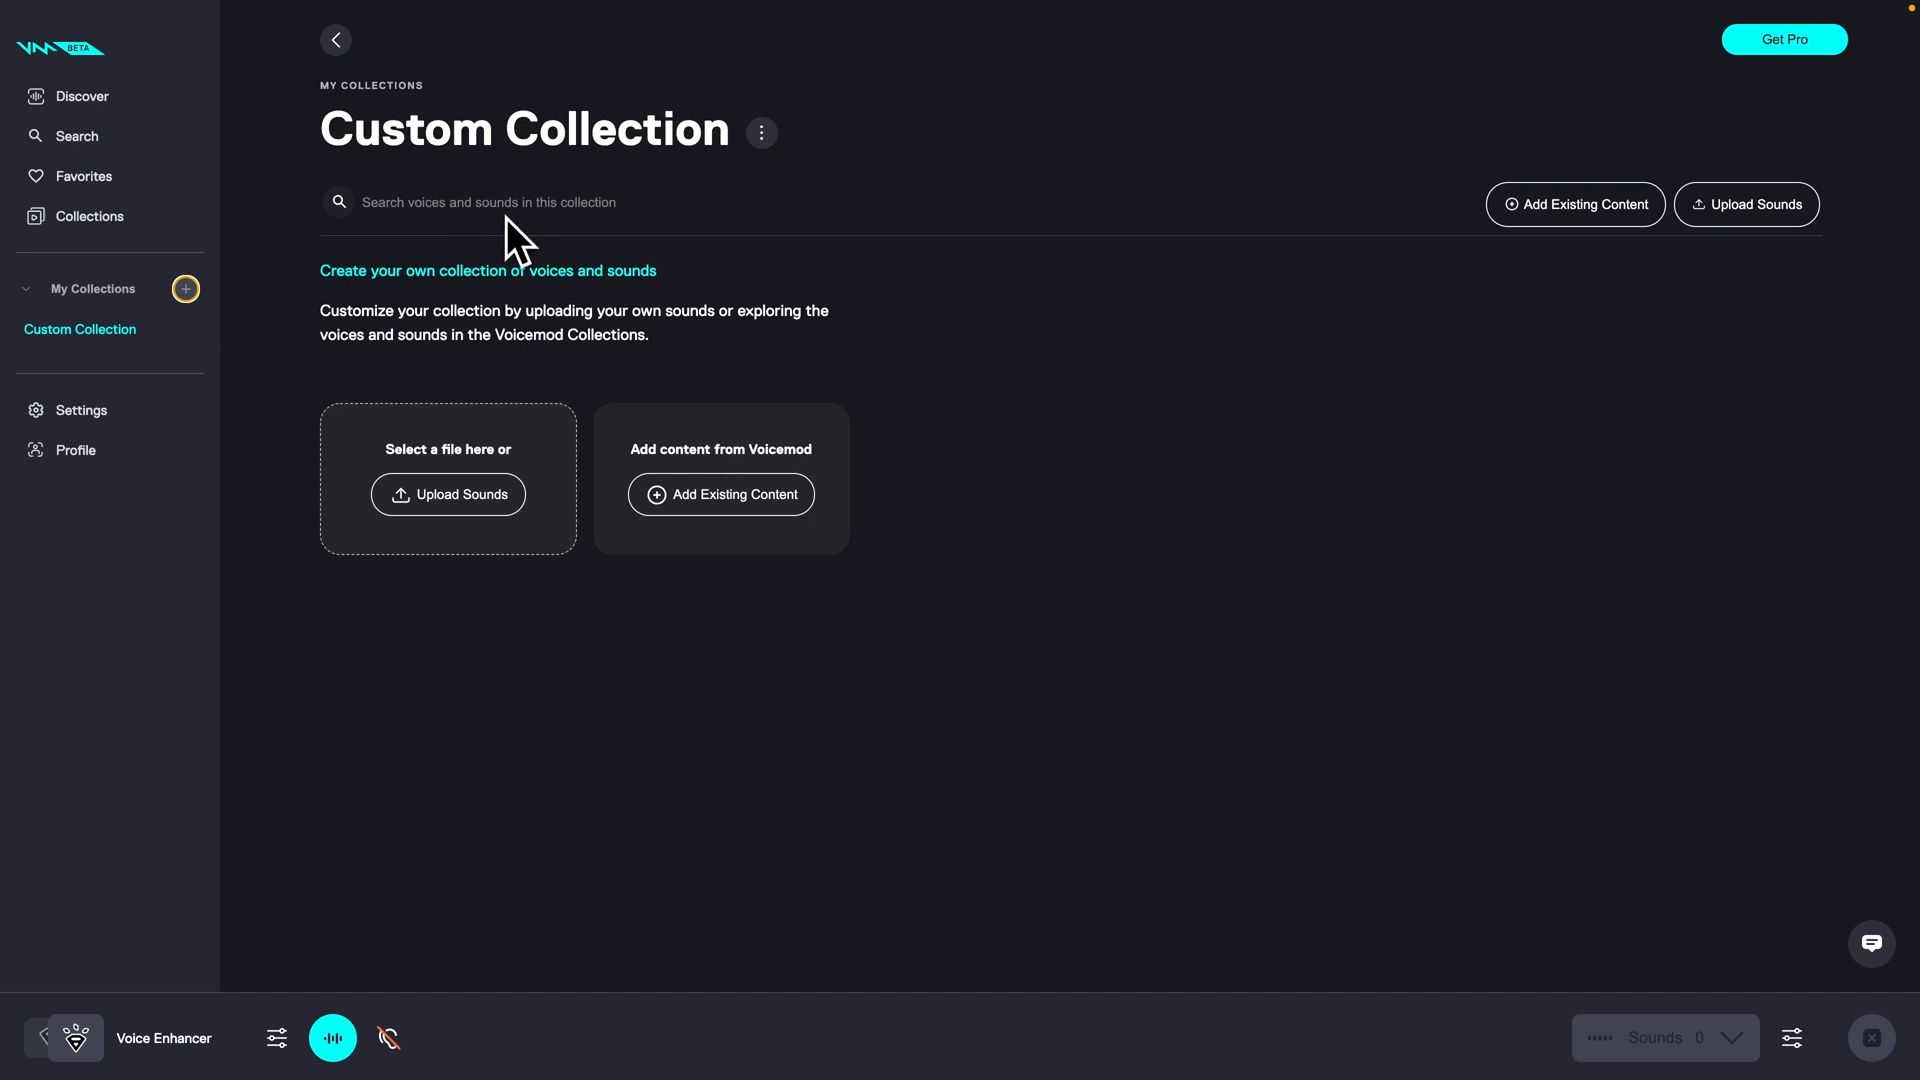 VM BETA
Get Pro
Discover
Search
Favorites
Collections
My Collections
Custom Collection
Settings
Profile
MY COLLECTIONS
Custom Collection
Search voices and sounds in this collection
Add Existing Content
Upload Sounds
Create your own collection of voices and sounds
Customize your collection by uploading your own sounds or exploring the
voices and sounds in the Voicemod Collections.
Select a file here or
Upload Sounds
Add content from Voicemod
Add Existing Content
Voice Enhancer
Sounds 0